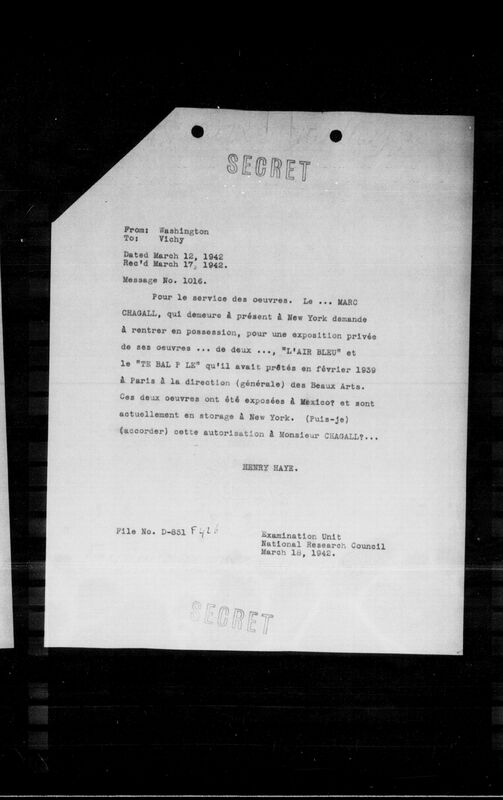 SECRET
From: Washington
To: Vichy
Dated March 12, 1942
Rec'd March 17, 1942.
Message No. 1016.
Pour le service des oeuvres. Le ... MARC
CHAGALL, qui demeure à présent à New York demande
à rentrer en possession, pour une exposition privée
de ses oeuvres ... de deux ..., "L'AIR BLEU" et
le "TE BAL P LE" qu'il avait prêtés en février 1939
à Paris à la direction (générale) des Beaux Arts.
Ces deux oeuvres ont été exposées à Mexico? et sont
actuellement en storage à New York. (Puis-je)
(accorder) cette autorisation à Monsieur CHAGALL?...
HENRY HAYE.
File No. D-851 F426
Examination Unit
National Research Council
March 18, 1942.
SECRET